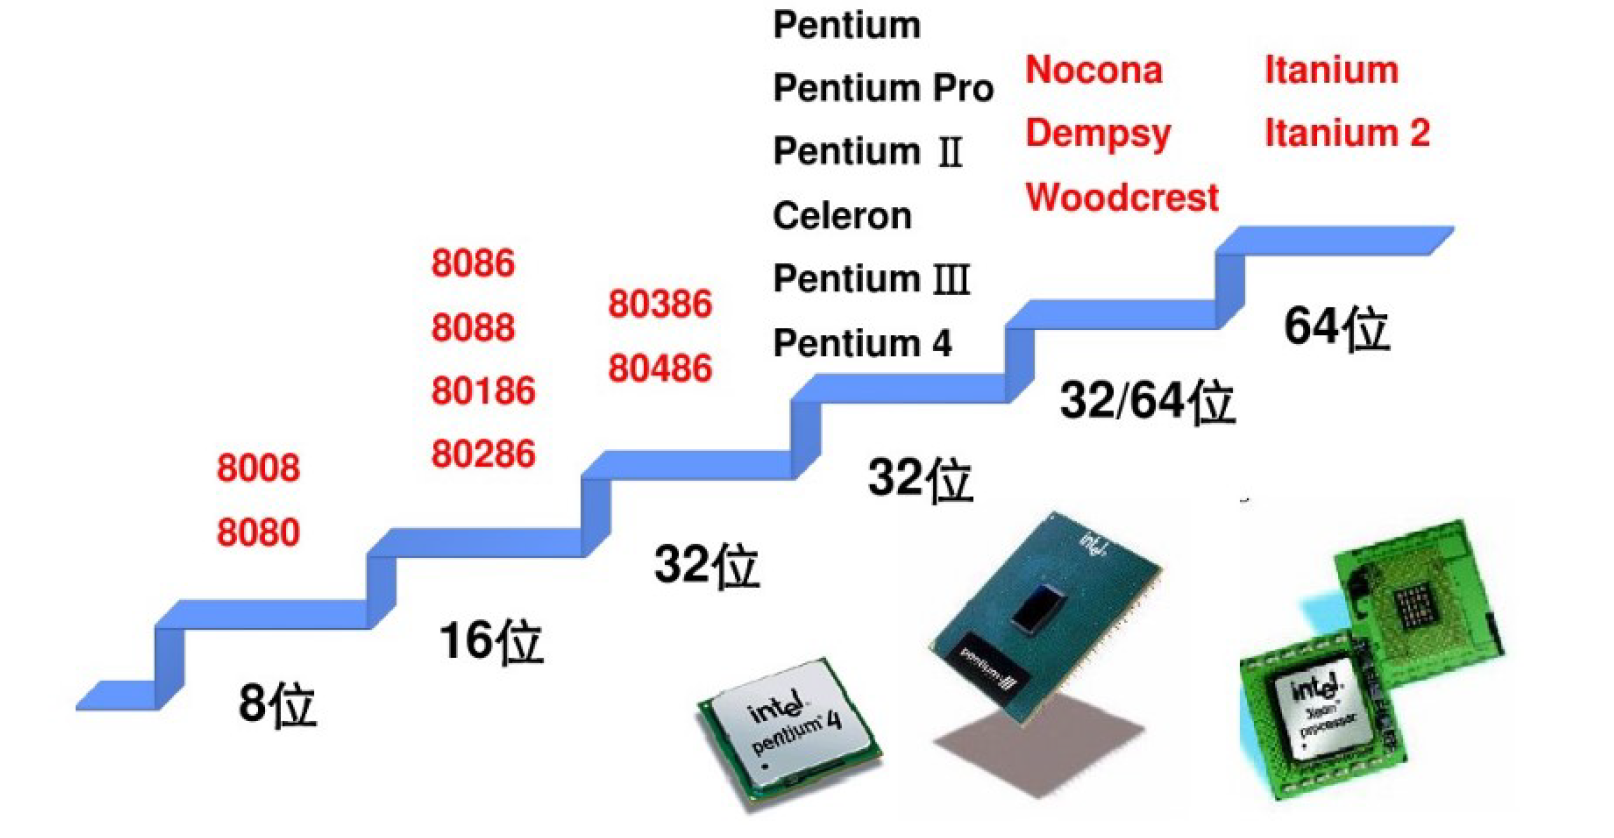 Pentium
Pentium Pro
Pentium Ⅱ
Celeron
Pentium Ⅲ
Pentium 4
Nocona
Dempsy
Woodcrest
Itanium
Itanium 2
8086
8088
80186
80286
80386
80486
8008
8080
64位
32/64位
32位
32位
16位
8位
intel.
pentium 4
intel.
pentium III
intel.
Xeon
processor